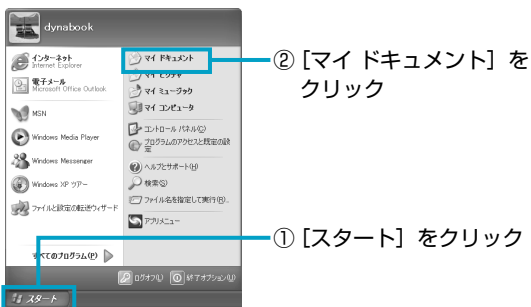 dynabook
インターネット
Internet Explorer
電子メール
Microsoft Office Outlook
MSN
Windows Media Player
Windows Messenger
Windows XP ツアー
ファイルと設定の転送ウィザード
すべてのプログラム(P)
マイ ドキュメント
マイ ピクチャ
マイ ミュージック
マイ コンピュータ
コントロール パネル(C)
プログラムのアクセスと既定の設
定
ヘルプとサポート(H)
検索(S)
ファイル名を指定して実行(R)...
アプリメニュー
ログオフ(L)
終了オプション(U)
スタート
② [マイ ドキュメント] を
クリック
① [スタート] をクリック